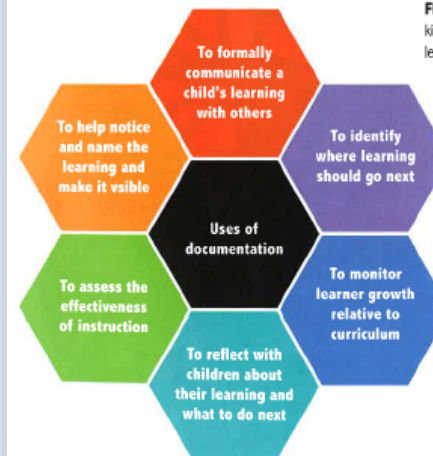 To formally
communicate a
child's learning
with others
To identify
where learning
should go next
To monitor
learner growth
relative to
curriculum
To reflect with
children about
their learning and
what to do next
To assess the
effectiveness
of instruction
To help notice
and name the
learning and
make it vsible
Uses of
documentation